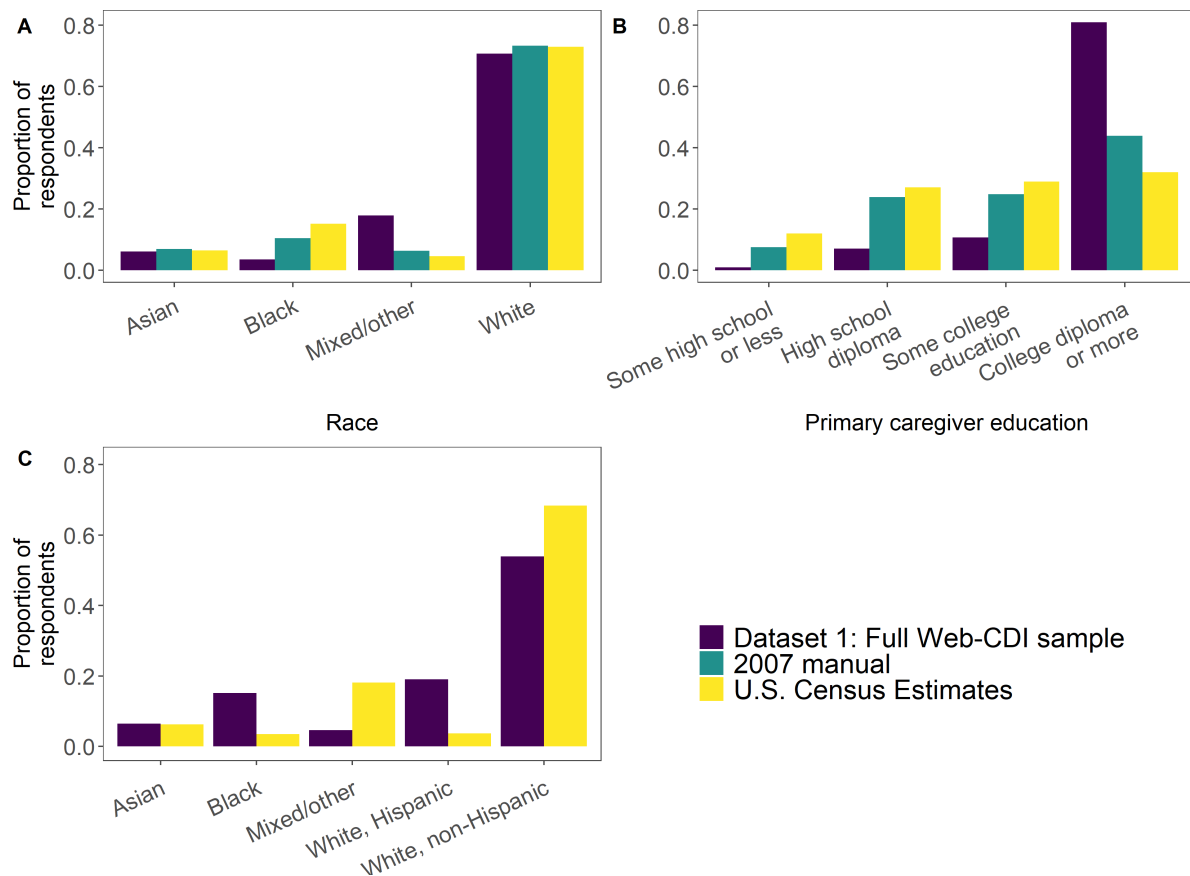 A
Proportion of
respondents
0.8
0.6
0.4
0.2
0.0
Asian
Black
Mixed/other
White
Race
B
0.8
0.6
0.4
0.2
0.0
Some high school
or less
High school
diploma
Some college
education
College diploma
or more
Primary caregiver education
C
Proportion of
respondents
0.8
0.6
0.4
0.2
0.0
Asian
Black
Mixed/other
White, Hispanic
White, non-Hispanic
Dataset 1: Full Web-CDI sample
2007 manual
U.S. Census Estimates